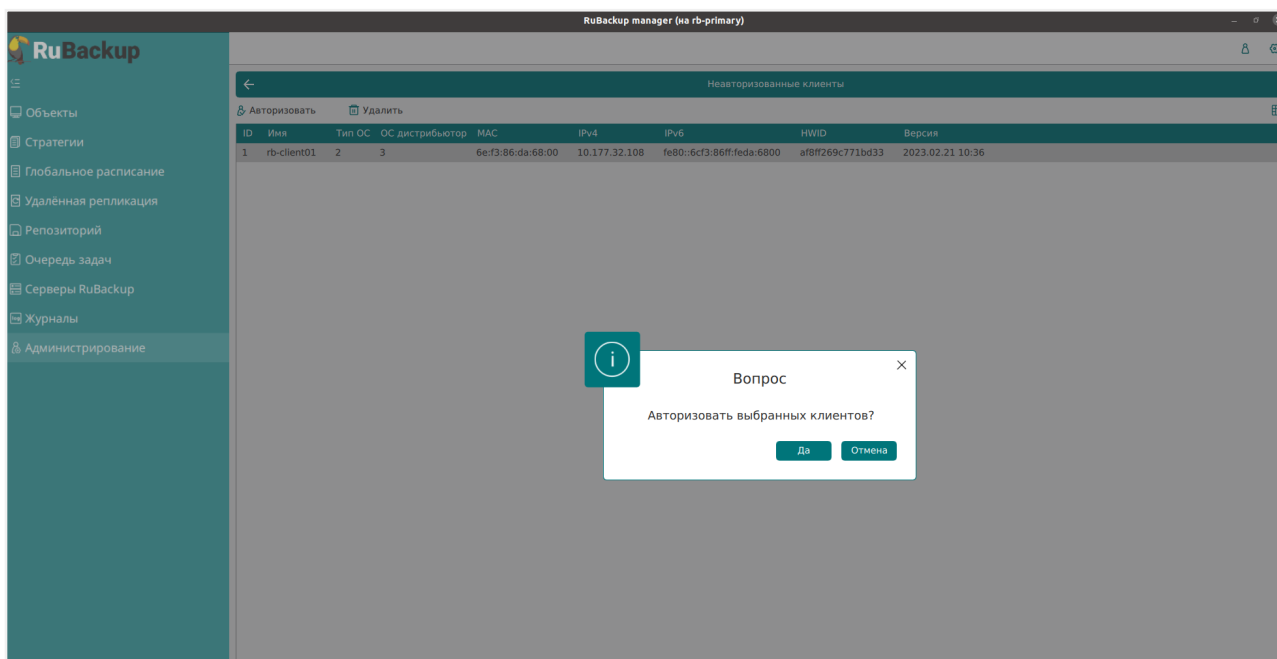 RuBackup manager (на rb-primary)
RuBackup
Объекты
Стратегии
Глобальное расписание
Удалённая репликация
Репозиторий
Очередь задач
Серверы RuBackup
Журналы
Администрирование
Неавторизованные клиенты
Авторизовать Удалить
ID Имя Тип ОС ОС дистрибьютор MAC IPv4 IPv6 HWID Версия
1 rb-client01 2 3 6e:f3:86:da:68:00 10.177.32.108 fe80::6cf3:86ff:feda:6800 af8ff269c771bd33 2023.02.21 10:36
Вопрос
Авторизовать выбранных клиентов?
Да Отмена